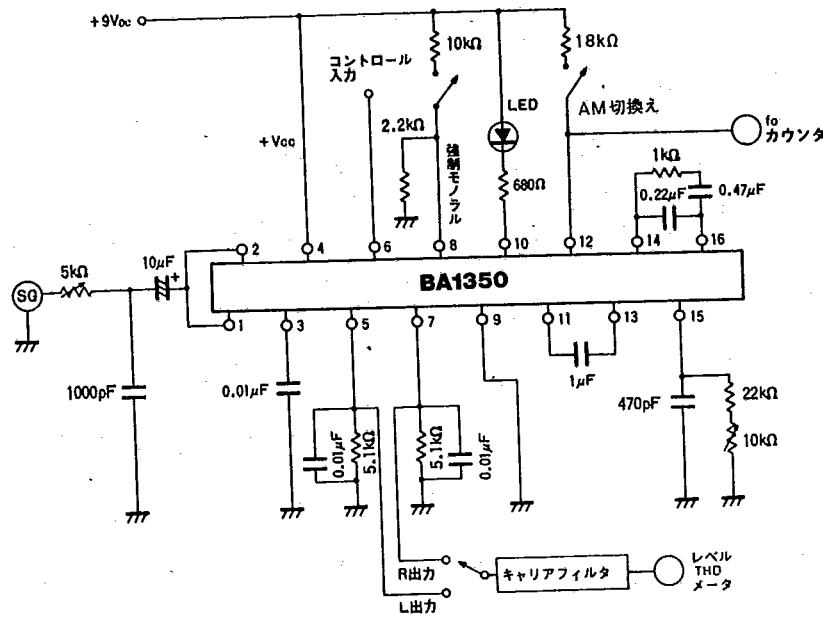 +9VDC
コントロール
入力
10kΩ
18kΩ
LED
AM切換え
fo
カウンタ
+VCC
2.2kΩ
強制モノラル
680Ω
1kΩ
0.22μF
0.47μF
2
4
6
8
10
12
14
16
BA1350
SG
5kΩ
10μF
+
1
3
5
7
9
11
13
15
1000pF
0.01μF
0.01μF
5.1kΩ
5.1kΩ
0.01μF
1μF
470pF
22kΩ
10kΩ
R出力
L出力
キャリアフィルタ
レベル
THD
メータ